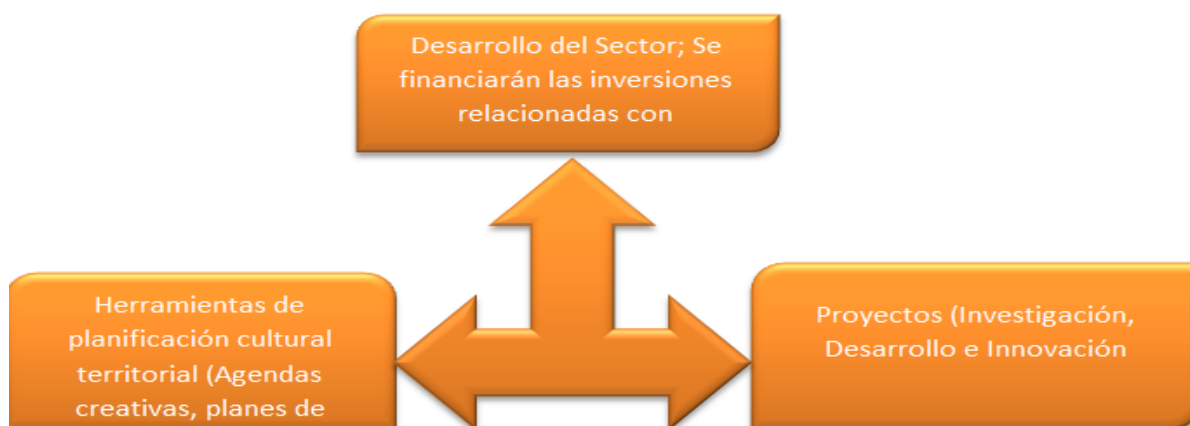 Desarrollo del Sector; Se
financiarán las inversiones
relacionadas con
Herramientas de
planificación cultural
territorial (Agendas
creativas, planes de
Proyectos (Investigación,
Desarrollo e Innovación